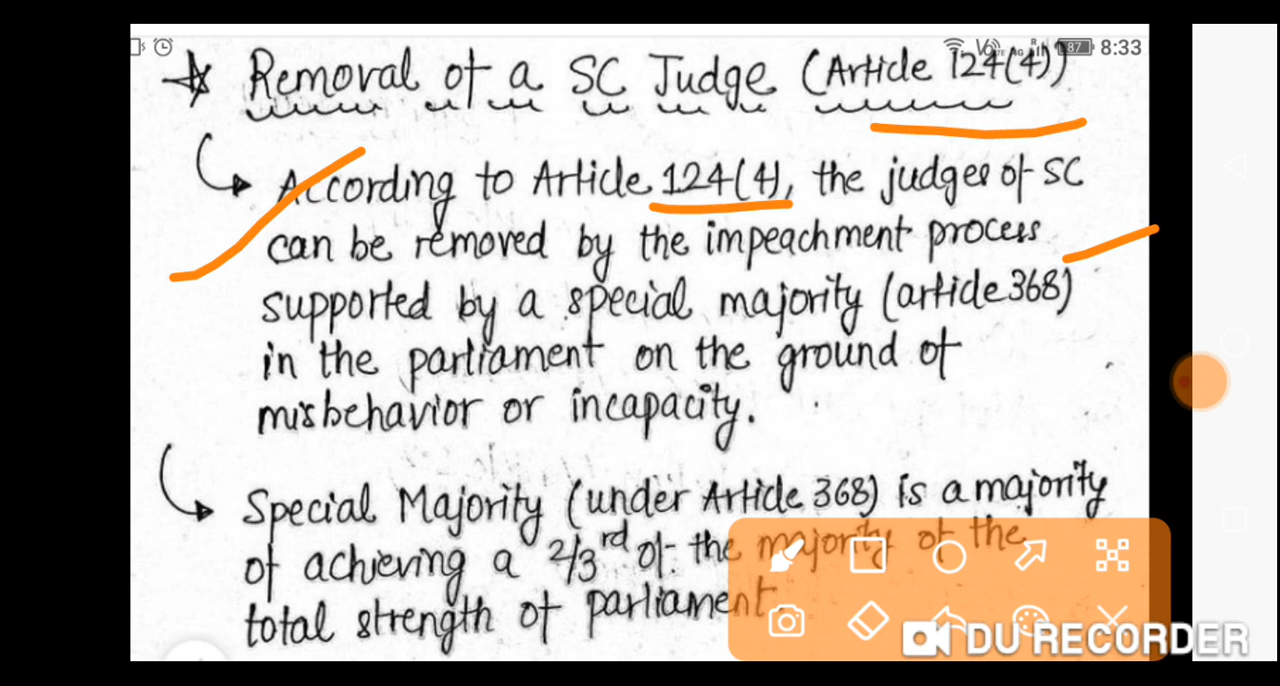 87 8:33
Removal of a SC Judge (Article 124(4))
According to Article 124(4), the judges of SC
can be removed by the impeachment process
supported by a special majority (article 368)
in the parliament on the ground of
misbehavior or incapacity.
Special Majority (under Article 368) is a majority
of achieving a 2/3rd of the majority of the
total strength of parliament.
DU RECORDER